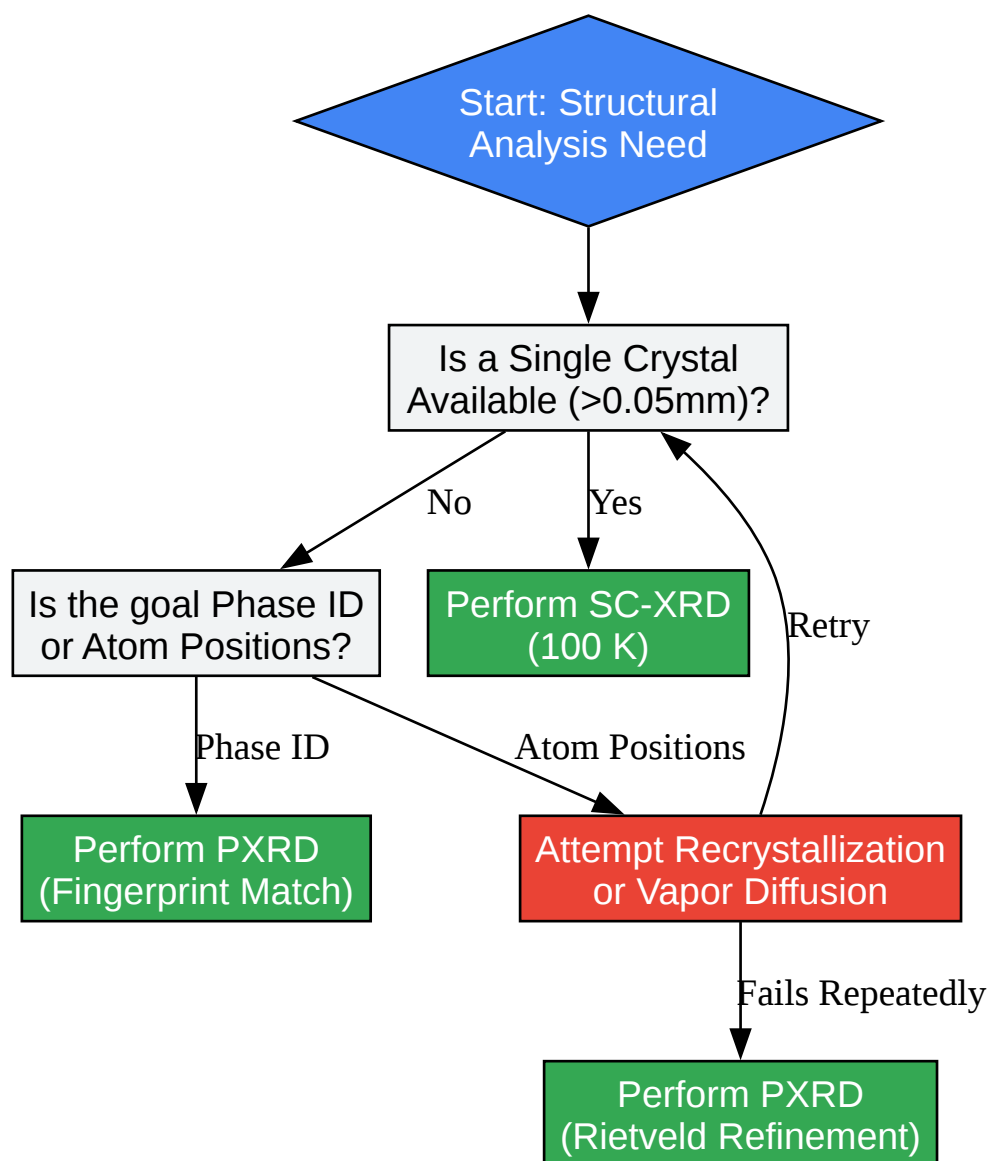 Start: Structural
Analysis Need
Is a Single Crystal
Available (>0.05mm)?
No
Yes
Is the goal Phase ID
or Atom Positions?
Perform SC-XRD
(100 K)
Retry
Phase ID
Atom Positions
Perform PXRD
(Fingerprint Match)
Attempt Recrystallization
or Vapor Diffusion
Fails Repeatedly
Perform PXRD
(Rietveld Refinement)